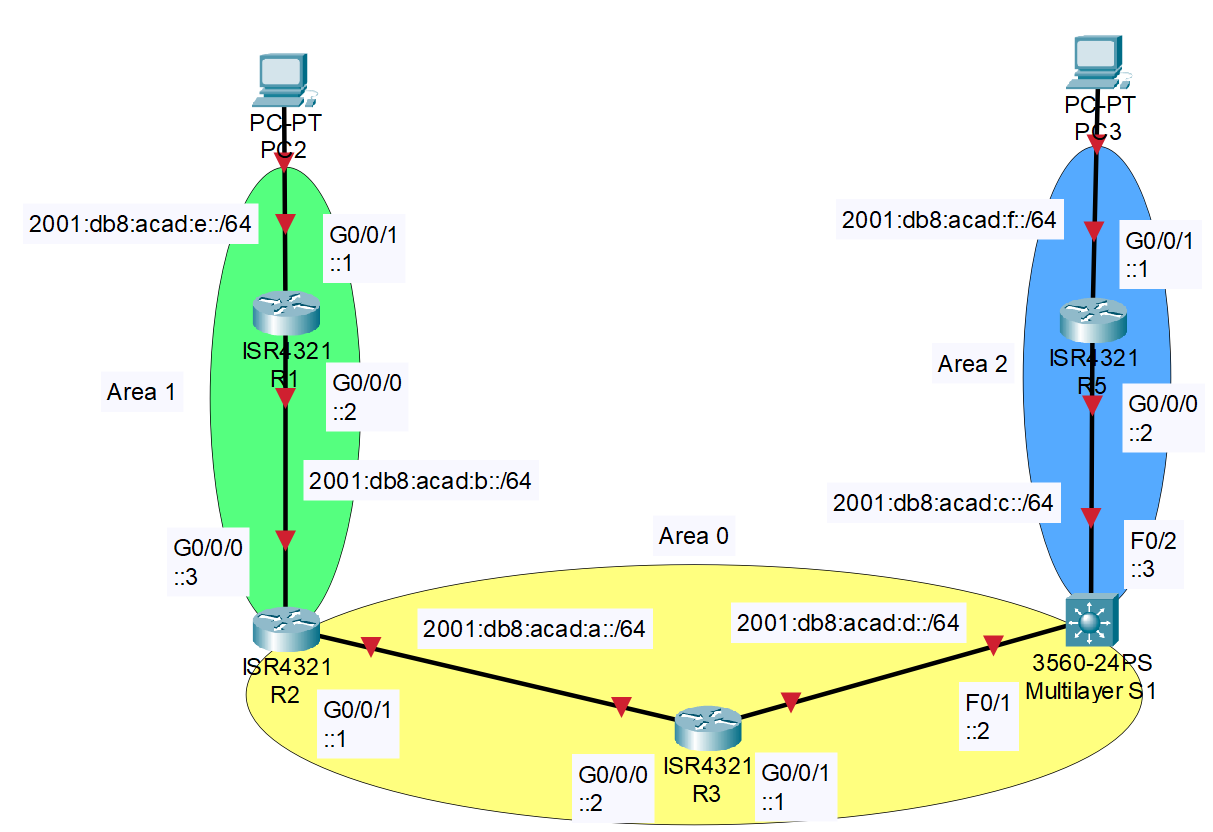 PC-PT
PC2
PC-PT
PC3
2001:db8:acad:e::/64
G0/0/1
::1
2001:db8:acad:f::/64
G0/0/1
::1
ISR4321
R1
ISR4321
R5
Area 1
G0/0/0
::2
Area 2
G0/0/0
::2
2001:db8:acad:b::/64
2001:db8:acad:c::/64
G0/0/0
::3
Area 0
F0/2
::3
2001:db8:acad:a::/64
2001:db8:acad:d::/64
ISR4321
R2
3560-24PS
Multilayer S1
G0/0/1
::1
F0/1
::2
G0/0/0
::2
ISR4321
R3
G0/0/1
::1